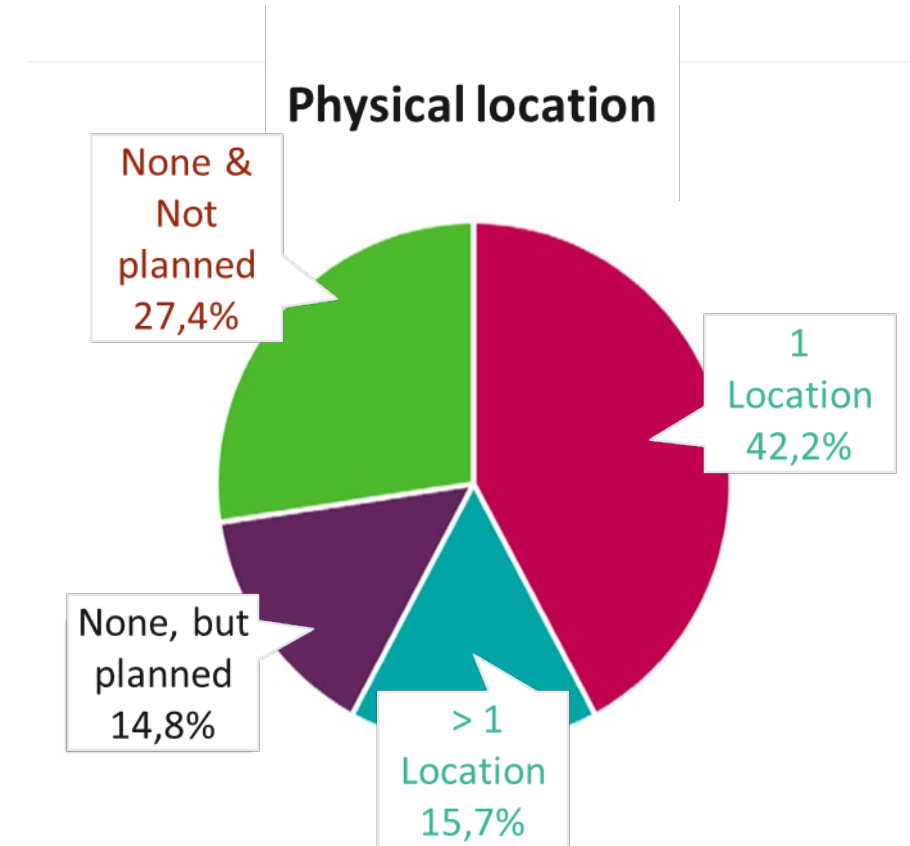 Physical location
None &
Not
planned
27,4%
1
Location
42,2%
None, but
planned
14,8%
> 1
Location
15,7%